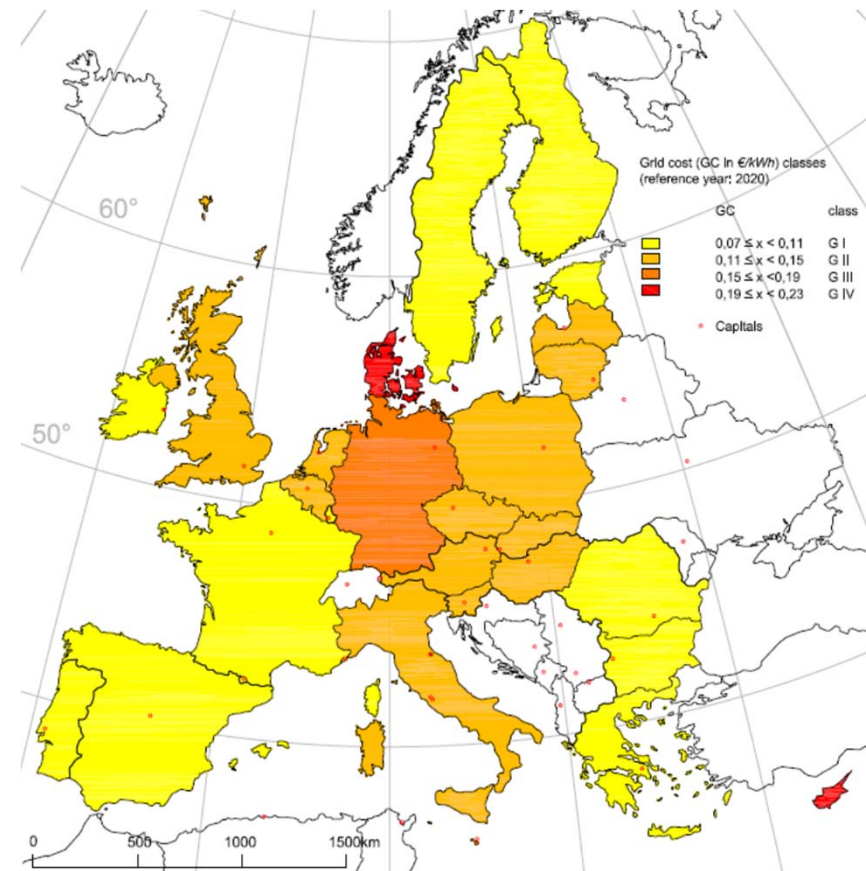 Grid cost (GC in €/kWh) classes
(reference year: 2020)
GC class
0,07 ≤ x < 0,11 G I
0,11 ≤ x < 0,15 G II
0,15 ≤ x <0,19 G III
0,19 ≤ x < 0,23 G IV
Capitals
60°
50°
0 500 1000 1500km